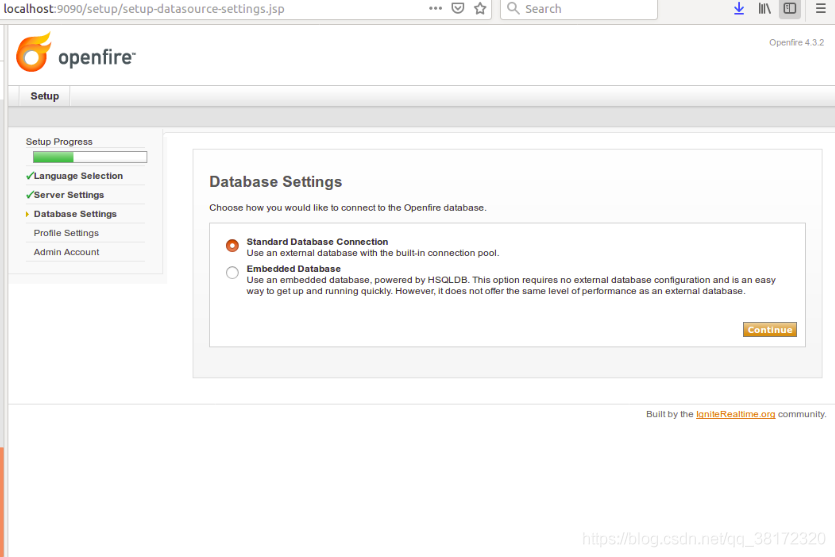 localhost:9090/setup/setup-datasource-settings.jsp
Search
openfire™
Openfire 4.3.2
Setup
Setup Progress
Language Selection
Server Settings
Database Settings
Profile Settings
Admin Account
Database Settings
Choose how you would like to connect to the Openfire database.
Standard Database Connection
Use an external database with the built-in connection pool.
Embedded Database
Use an embedded database, powered by HSQLDB. This option requires no external database configuration and is an easy
way to get up and running quickly. However, it does not offer the same level of performance as an external database.
Continue
Built by the IgniteRealtime.org community.
https://blog.csdn.net/qq_38172320